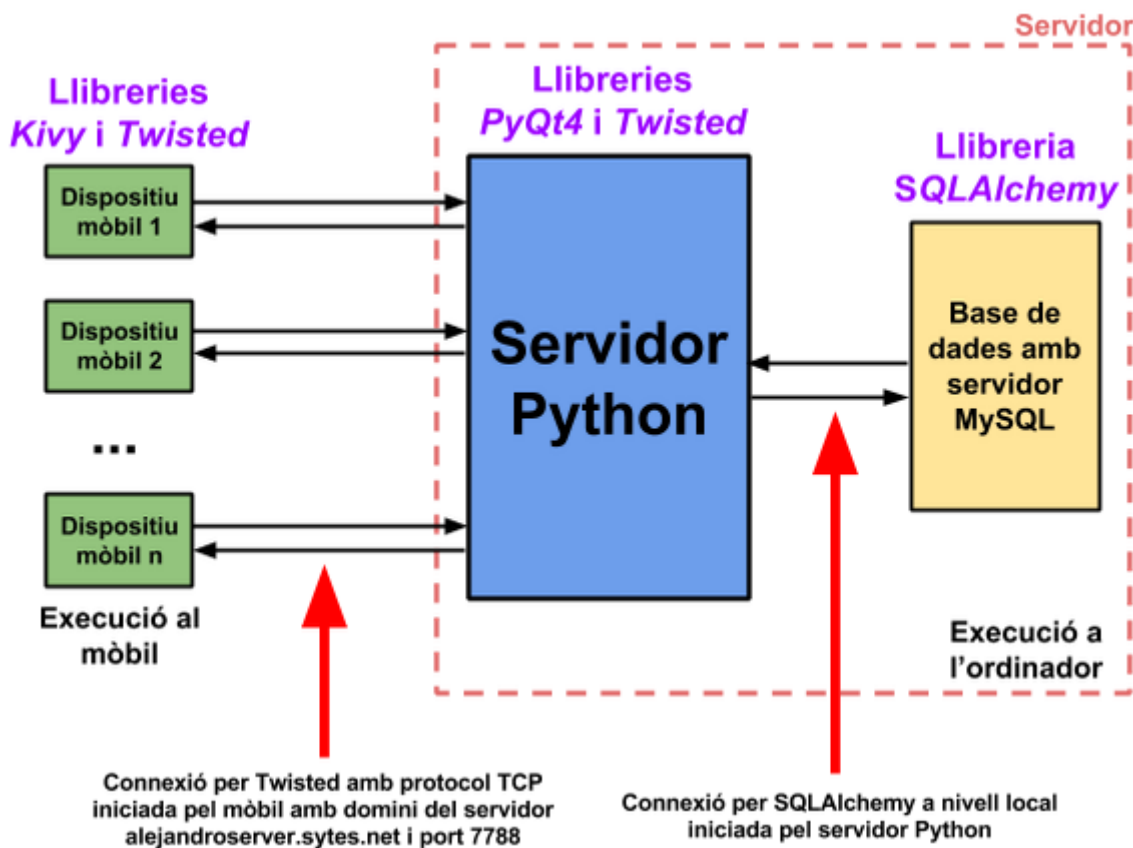 Servidor
Llibreries
Kivy i Twisted
Llibreries
PyQt4 i Twisted
Llibreria
SQLAlchemy
Dispositiu
mòbil 1
Dispositiu
mòbil 2
...
Dispositiu
mòbil n
Execució al
mòbil
Servidor
Python
Base de
dades amb
servidor
MySQL
Execució a
l'ordinador
Connexió per Twisted amb protocol TCP
iniciada pel mòbil amb domini del servidor
alejandroserver.sytes.net i port 7788
Connexió per SQLAlchemy a nivell local
iniciada pel servidor Python